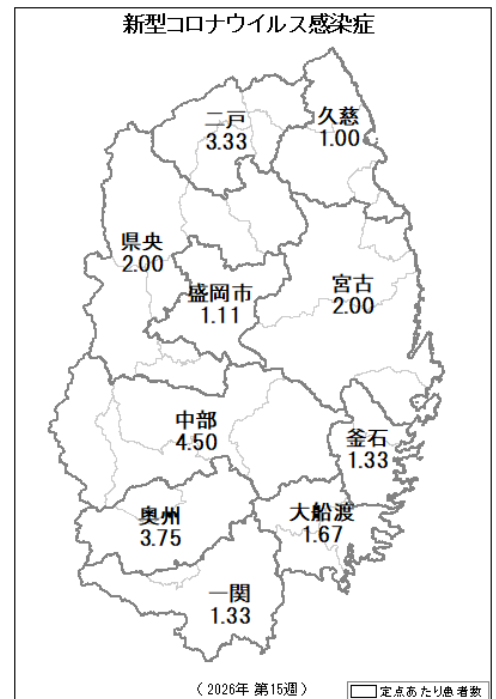 新型コロナウイルス感染症
二戸
3.33
久慈
1.00
県央
2.00
盛岡市
1.11
宮古
2.00
中部
4.50
釜石
1.33
奥州
3.75
大船渡
1.67
一関
1.33
（2026年 第15週）
定点あたり患者数